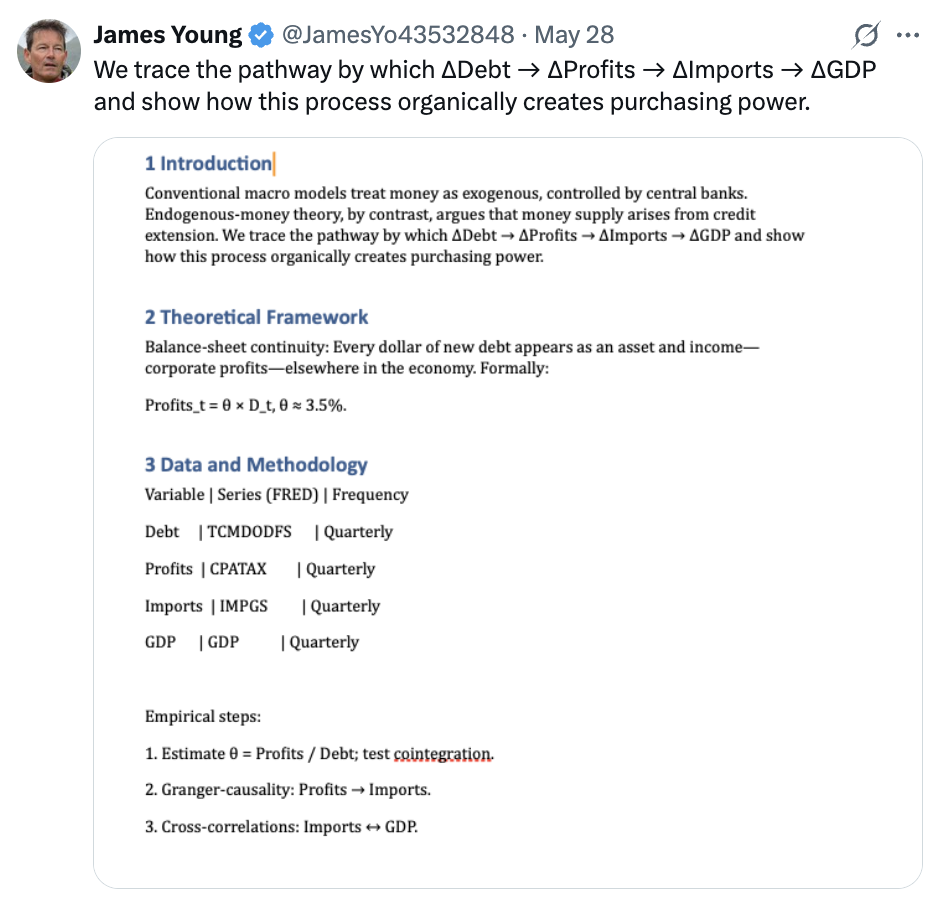 James Young @JamesYo43532848 · May 28
We trace the pathway by which ΔDebt → ΔProfits → ΔImports → ΔGDP
and show how this process organically creates purchasing power.
1 Introduction
Conventional macro models treat money as exogenous, controlled by central banks.
Endogenous-money theory, by contrast, argues that money supply arises from credit
extension. We trace the pathway by which ΔDebt → ΔProfits → ΔImports → ΔGDP and show
how this process organically creates purchasing power.
2 Theoretical Framework
Balance-sheet continuity: Every dollar of new debt appears as an asset and income—
corporate profits—elsewhere in the economy. Formally:
Profits_t = θ × D_t, θ ≈ 3.5%.
3 Data and Methodology
Variable | Series (FRED) | Frequency
Debt | TCMDODFS | Quarterly
Profits | CPATAX | Quarterly
Imports | IMPGS | Quarterly
GDP | GDP | Quarterly
Empirical steps:
1. Estimate θ = Profits / Debt; test cointegration.
2. Granger-causality: Profits → Imports.
3. Cross-correlations: Imports ↔ GDP.